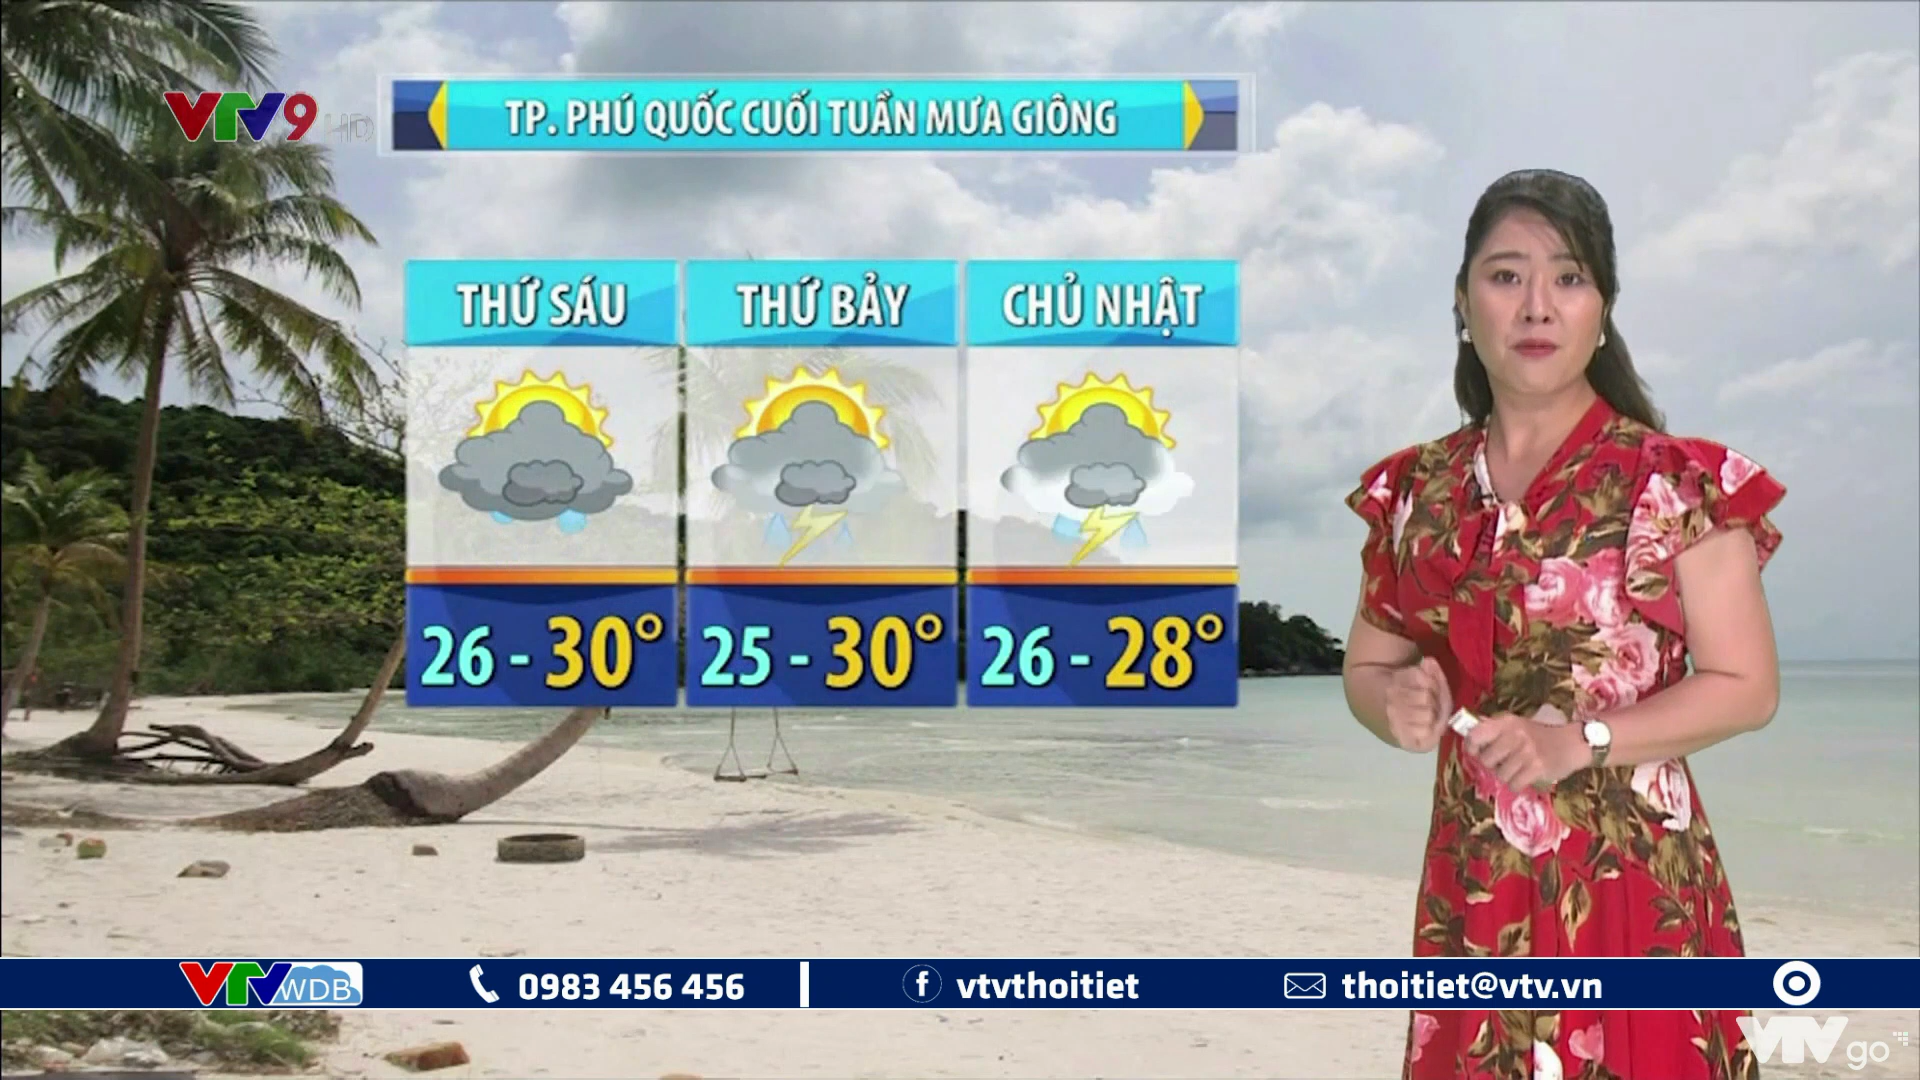 VTV9 HD
TP. PHÚ QUỐC CUỐI TUẦN MƯA GIÔNG
THỨ SÁU
THỨ BẢY
CHỦ NHẬT
26 - 30°
25 - 30°
26 - 28°
VTV WDB
0983 456 456
vtvthoitiet
thoitiet@vtv.vn
VTV go